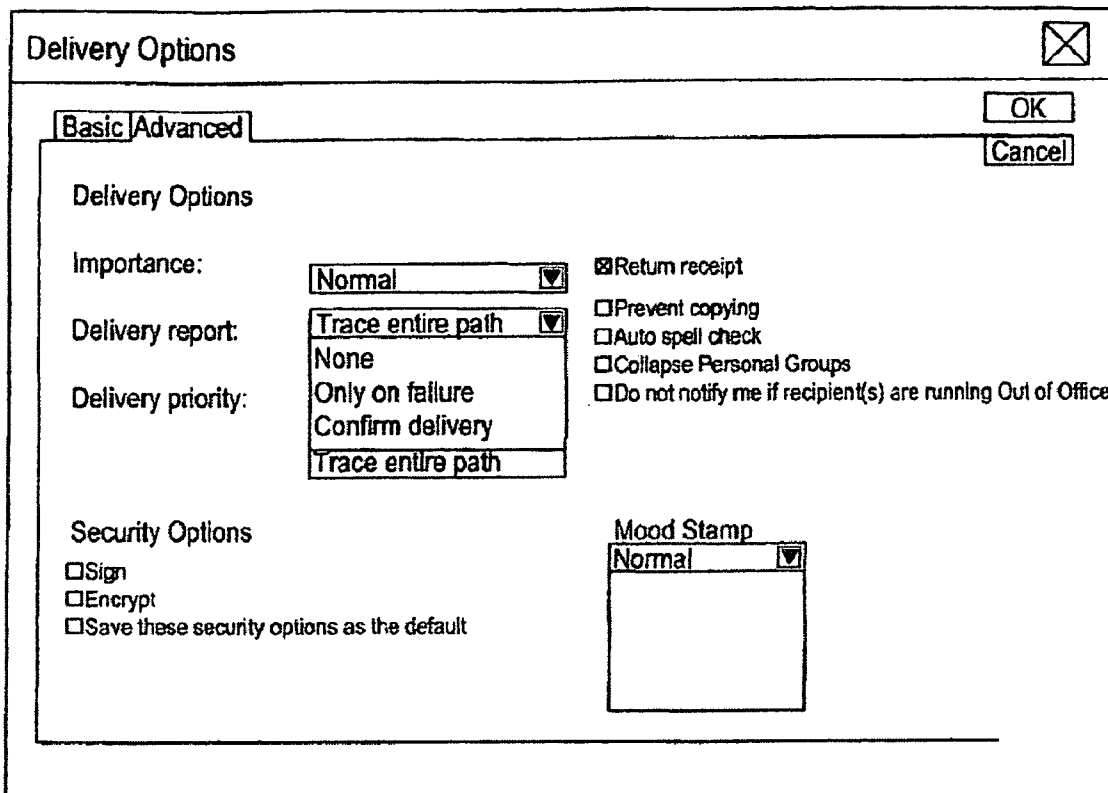 Delivery Options
OK
Basic Advanced
Cancel
Delivery Options
Importance:
Normal
Return receipt
Delivery report:
Trace entire path
None
Only on failure
Confirm delivery
Trace entire path
Prevent copying
Auto spell check
Collapse Personal Groups
Do not notify me if recipient(s) are running Out of Office
Delivery priority:
Security Options
Sign
Encrypt
Save these security options as the default
Mood Stamp
Normal